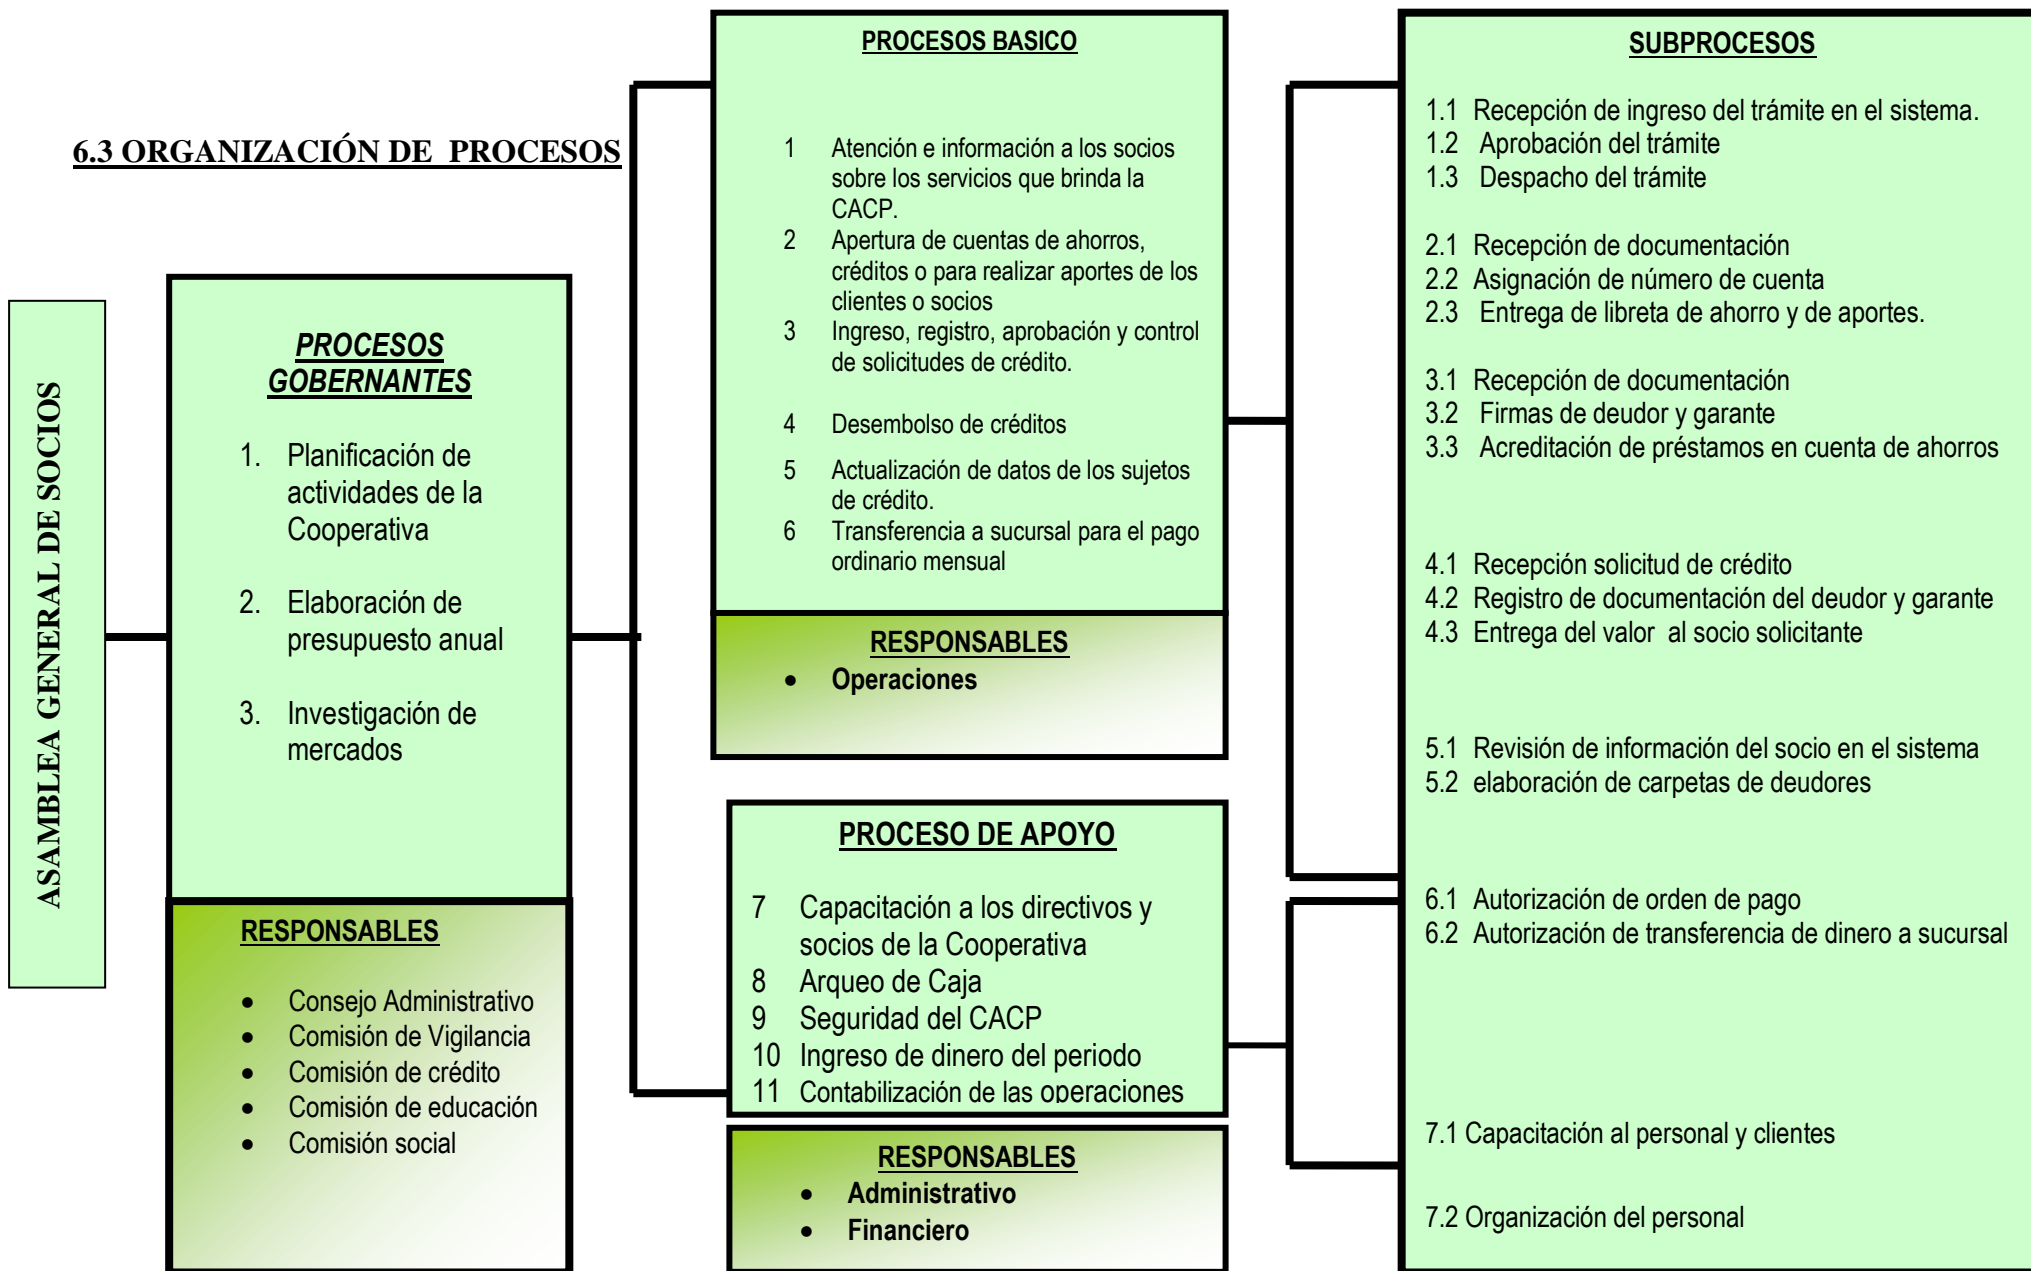 6.3 ORGANIZACIÓN DE PROCESOS
ASAMBLEA GENERAL DE SOCIOS
PROCESOS
GOBERNANTES
1. Planificación de
actividades de la
Cooperativa
2. Elaboración de
presupuesto anual
3. Investigación de
mercados
RESPONSABLES
• Consejo Administrativo
• Comisión de Vigilancia
• Comisión de crédito
• Comisión de educación
• Comisión social
PROCESOS BASICO
1 Atención e información a los socios
sobre los servicios que brinda la
CACP.
2 Apertura de cuentas de ahorros,
créditos o para realizar aportes de los
clientes o socios
3 Ingreso, registro, aprobación y control
de solicitudes de crédito.
4 Desembolso de créditos
5 Actualización de datos de los sujetos
de crédito.
6 Transferencia a sucursal para el pago
ordinario mensual
RESPONSABLES
• Operaciones
PROCESO DE APOYO
7 Capacitación a los directivos y
socios de la Cooperativa
8 Arqueo de Caja
9 Seguridad del CACP
10 Ingreso de dinero del periodo
11 Contabilización de las operaciones
RESPONSABLES
• Administrativo
• Financiero
SUBPROCESOS
1.1 Recepción de ingreso del trámite en el sistema.
1.2 Aprobación del trámite
1.3 Despacho del trámite
2.1 Recepción de documentación
2.2 Asignación de número de cuenta
2.3 Entrega de libreta de ahorro y de aportes.
3.1 Recepción de documentación
3.2 Firmas de deudor y garante
3.3 Acreditación de préstamos en cuenta de ahorros
4.1 Recepción solicitud de crédito
4.2 Registro de documentación del deudor y garante
4.3 Entrega del valor al socio solicitante
5.1 Revisión de información del socio en el sistema
5.2 elaboración de carpetas de deudores
6.1 Autorización de orden de pago
6.2 Autorización de transferencia de dinero a sucursal
7.1 Capacitación al personal y clientes
7.2 Organización del personal